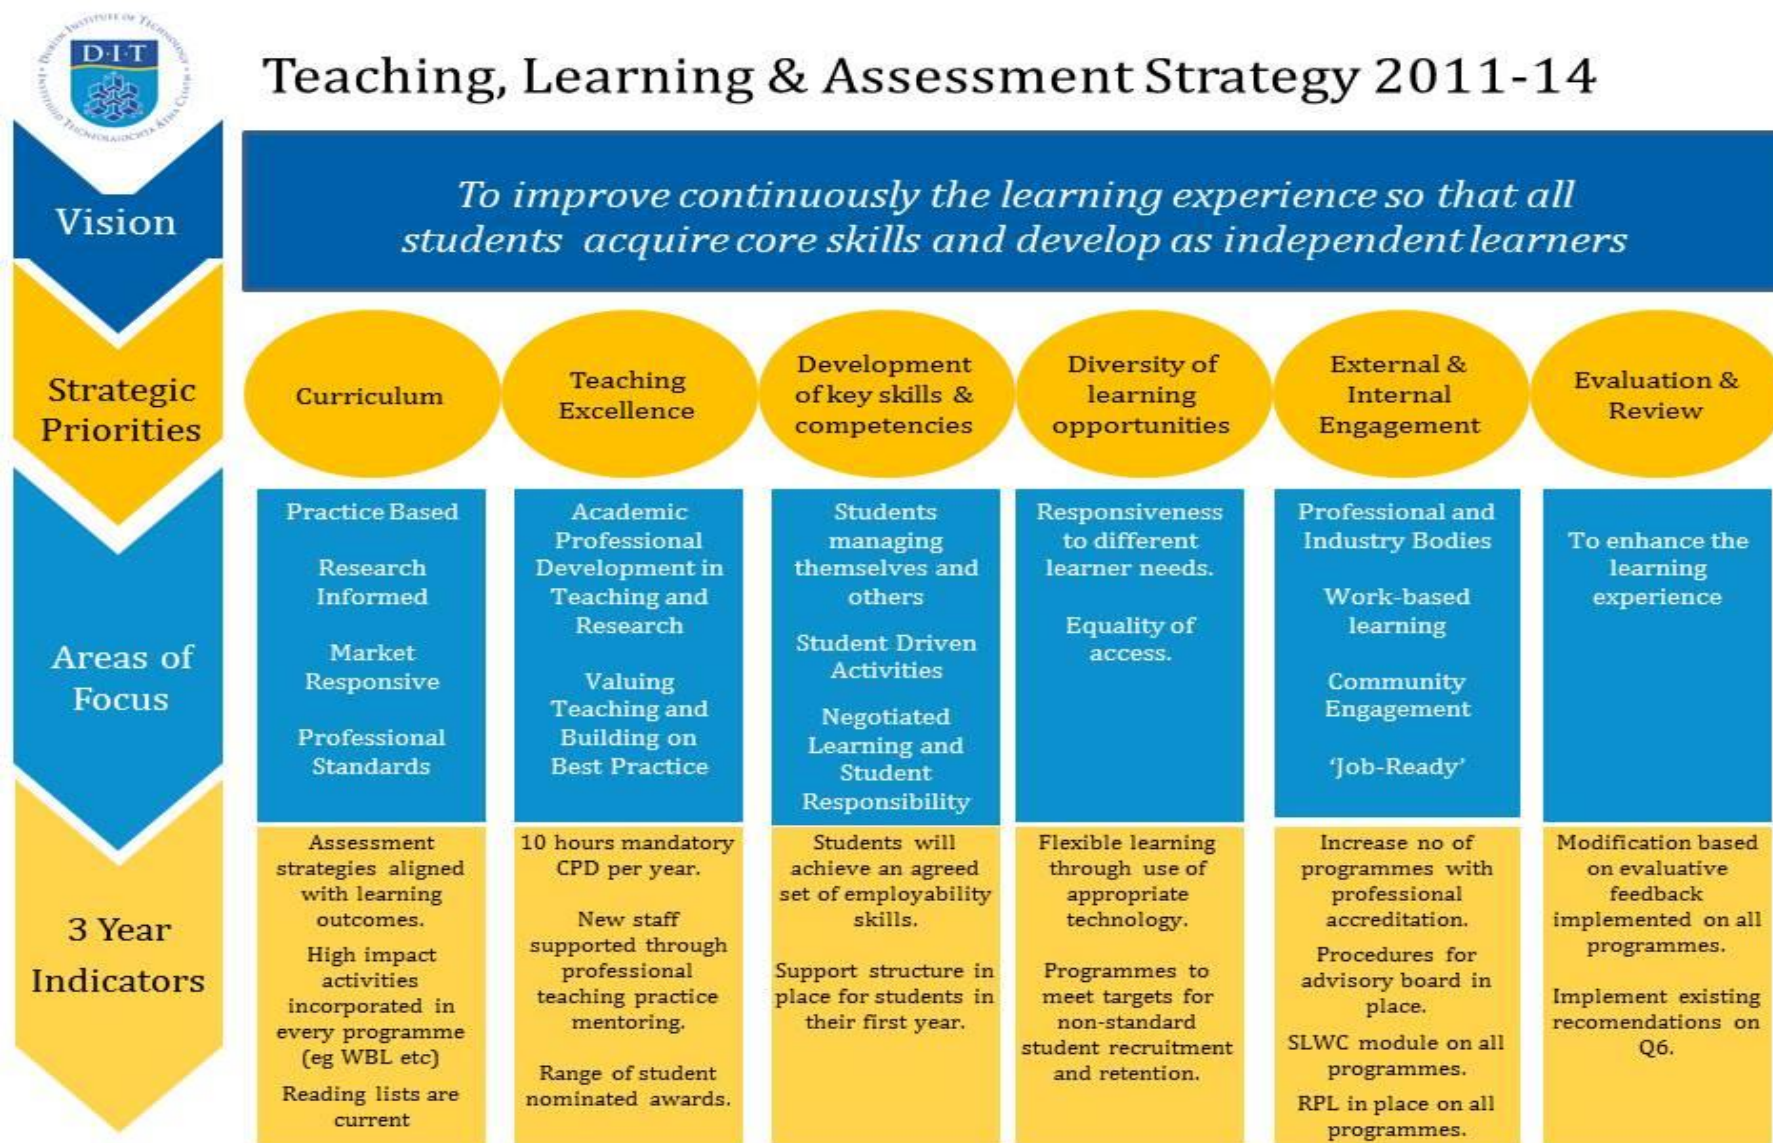 DUBLIN INSTITUTE OF TECHNOLOGY
D·I·T
Teaching, Learning & Assessment Strategy 2011-14
Vision
To improve continuously the learning experience so that all
students acquire core skills and develop as independent learners
Strategic
Priorities
Curriculum
Teaching
Excellence
Development
of key skills &
competencies
Diversity of
learning
opportunities
External &
Internal
Engagement
Evaluation &
Review
Areas of
Focus
Practice Based
Research
Informed
Market
Responsive
Professional
Standards
Academic
Professional
Development in
Teaching and
Research
Valuing
Teaching and
Building on
Best Practice
Students
managing
themselves and
others
Student Driven
Activities
Negotiated
Learning and
Student
Responsibility
Responsiveness
to different
learner needs.
Equality of
access.
Professional and
Industry Bodies
Work-based
learning
Community
Engagement
'Job-Ready'
To enhance the
learning
experience
3 Year
Indicators
Assessment
strategies aligned
with learning
outcomes.
High impact
activities
incorporated in
every programme
(eg WBL etc)
Reading lists are
current
10 hours mandatory
CPD per year.
New staff
supported through
professional
teaching practice
mentoring.
Range of student
nominated awards.
Students will
achieve an agreed
set of employability
skills.
Support structure in
place for students in
their first year.
Flexible learning
through use of
appropriate
technology.
Programmes to
meet targets for
non-standard
student recruitment
and retention.
Increase no of
programmes with
professional
accreditation.
Procedures for
advisory board in
place.
SLWC module on all
programmes.
RPL in place on all
programmes.
Modification based
on evaluative
feedback
implemented on all
programmes.
Implement existing
recomendations on
Q6.